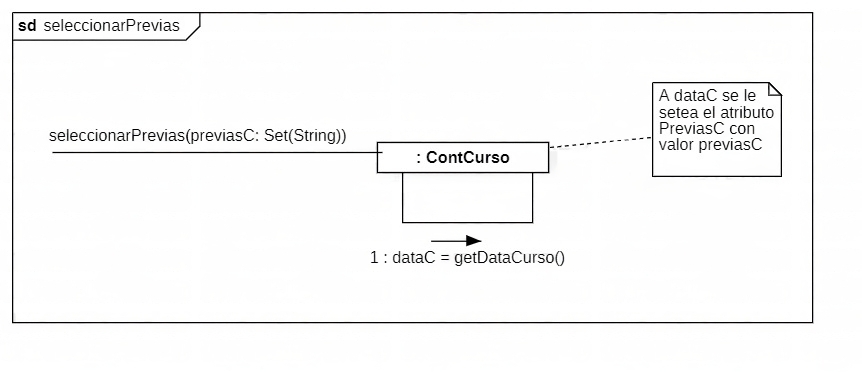 sd seleccionarPrevias
A dataC se le
setea el atributo
PreviasC con
valor previasC
seleccionarPrevias(previasC: Set(String))
: ContCurso
1 : dataC = getDataCurso()